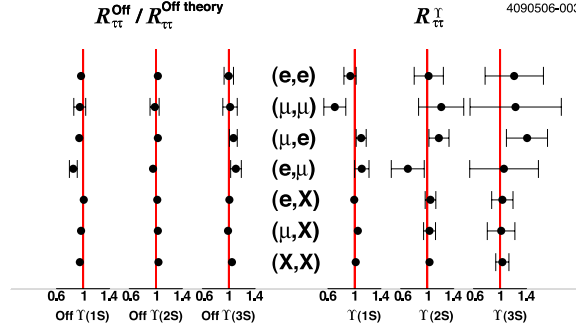 R_ττ^Off / R_ττ^Off theory R_ττ^ϒ 4090506-003
(e,e)
(μ,μ)
(μ,e)
(e,μ)
(e,X)
(μ,X)
(X,X)
0.6 1 1.4 0.6 1 1.4 0.6 1 1.4 0.6 1 1.4 0.6 1 1.4 0.6 1 1.4
Off ϒ(1S) Off ϒ(2S) Off ϒ(3S) ϒ(1S) ϒ(2S) ϒ(3S)